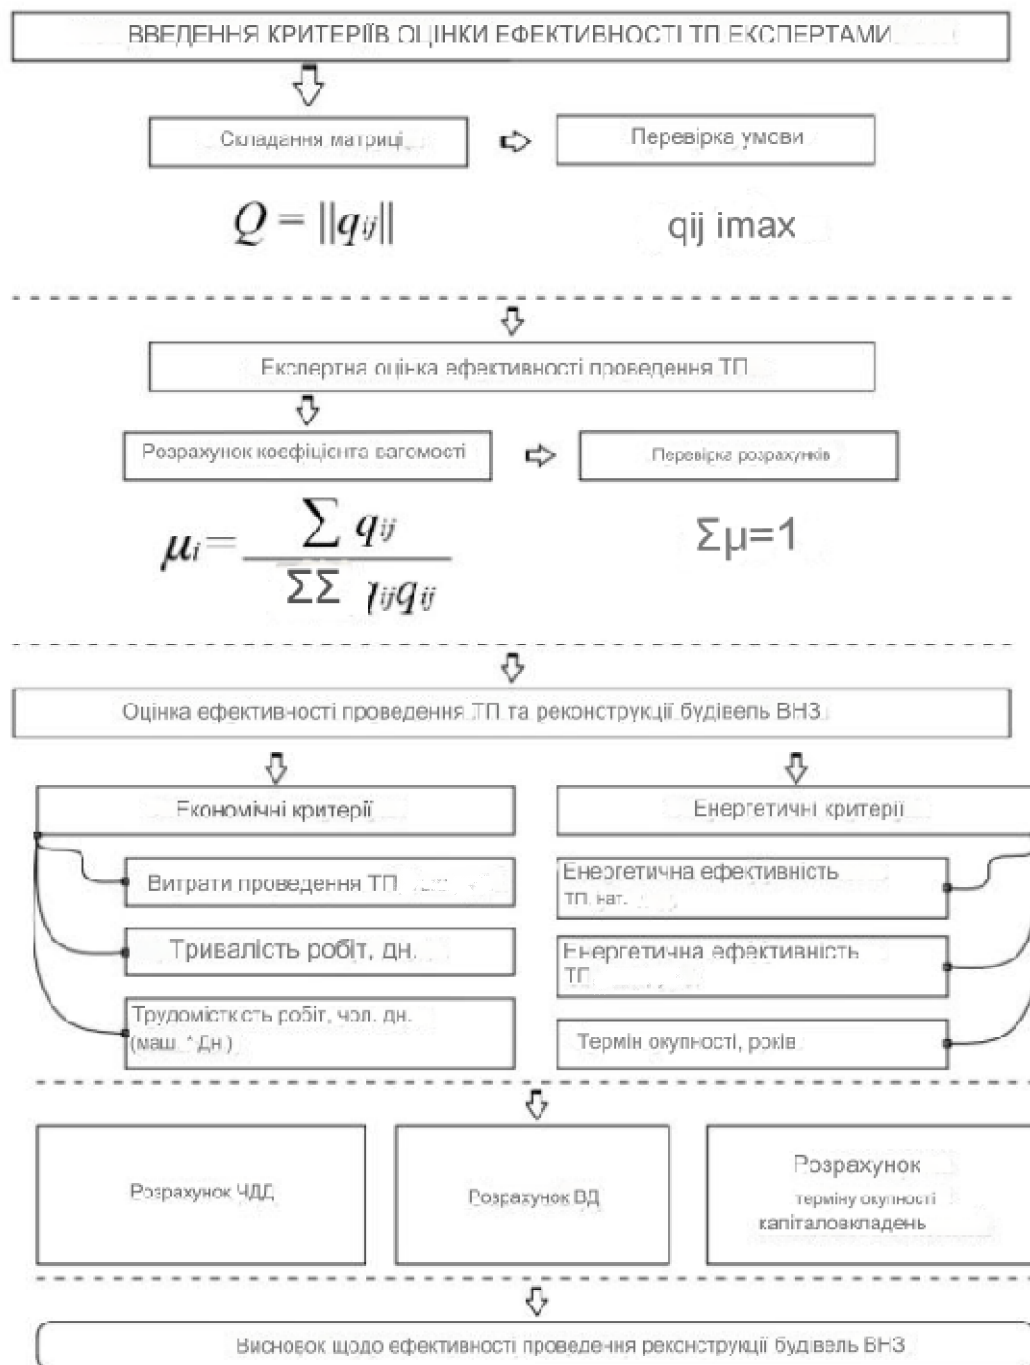 ВВЕДЕННЯ КРИТЕРІЇВ ОЦІНКИ ЕФЕКТИВНОСТІ ТП ЕКСПЕРТАМИ
Складання матриці
Перевірка умови
Q = ||qij||
qij imax
Експертна оцінка ефективності проведення ТП
Розрахунок коефіцієнта вагомості
Перевірка розрахунків
μi = ∑ qij
ΣΣ qij
Σμ=1
Оцінка ефективності проведення ТП та реконструкції будівель ВНЗ
Економічні критерії
Енергетичні критерії
Витрати проведення ТП
Енергетична ефективність
ТП, нат.
Тривалість робіт, дн.
Енергетична ефективність
ТП
Трудомісткість робіт, чол. дн.
(маш. * Дн.)
Термін окупності, років
Розрахунок ЧДД
Розрахунок ВД
Розрахунок
терміну окупності
капіталовкладень
Висновок щодо ефективності проведення реконструкції будівель ВНЗ